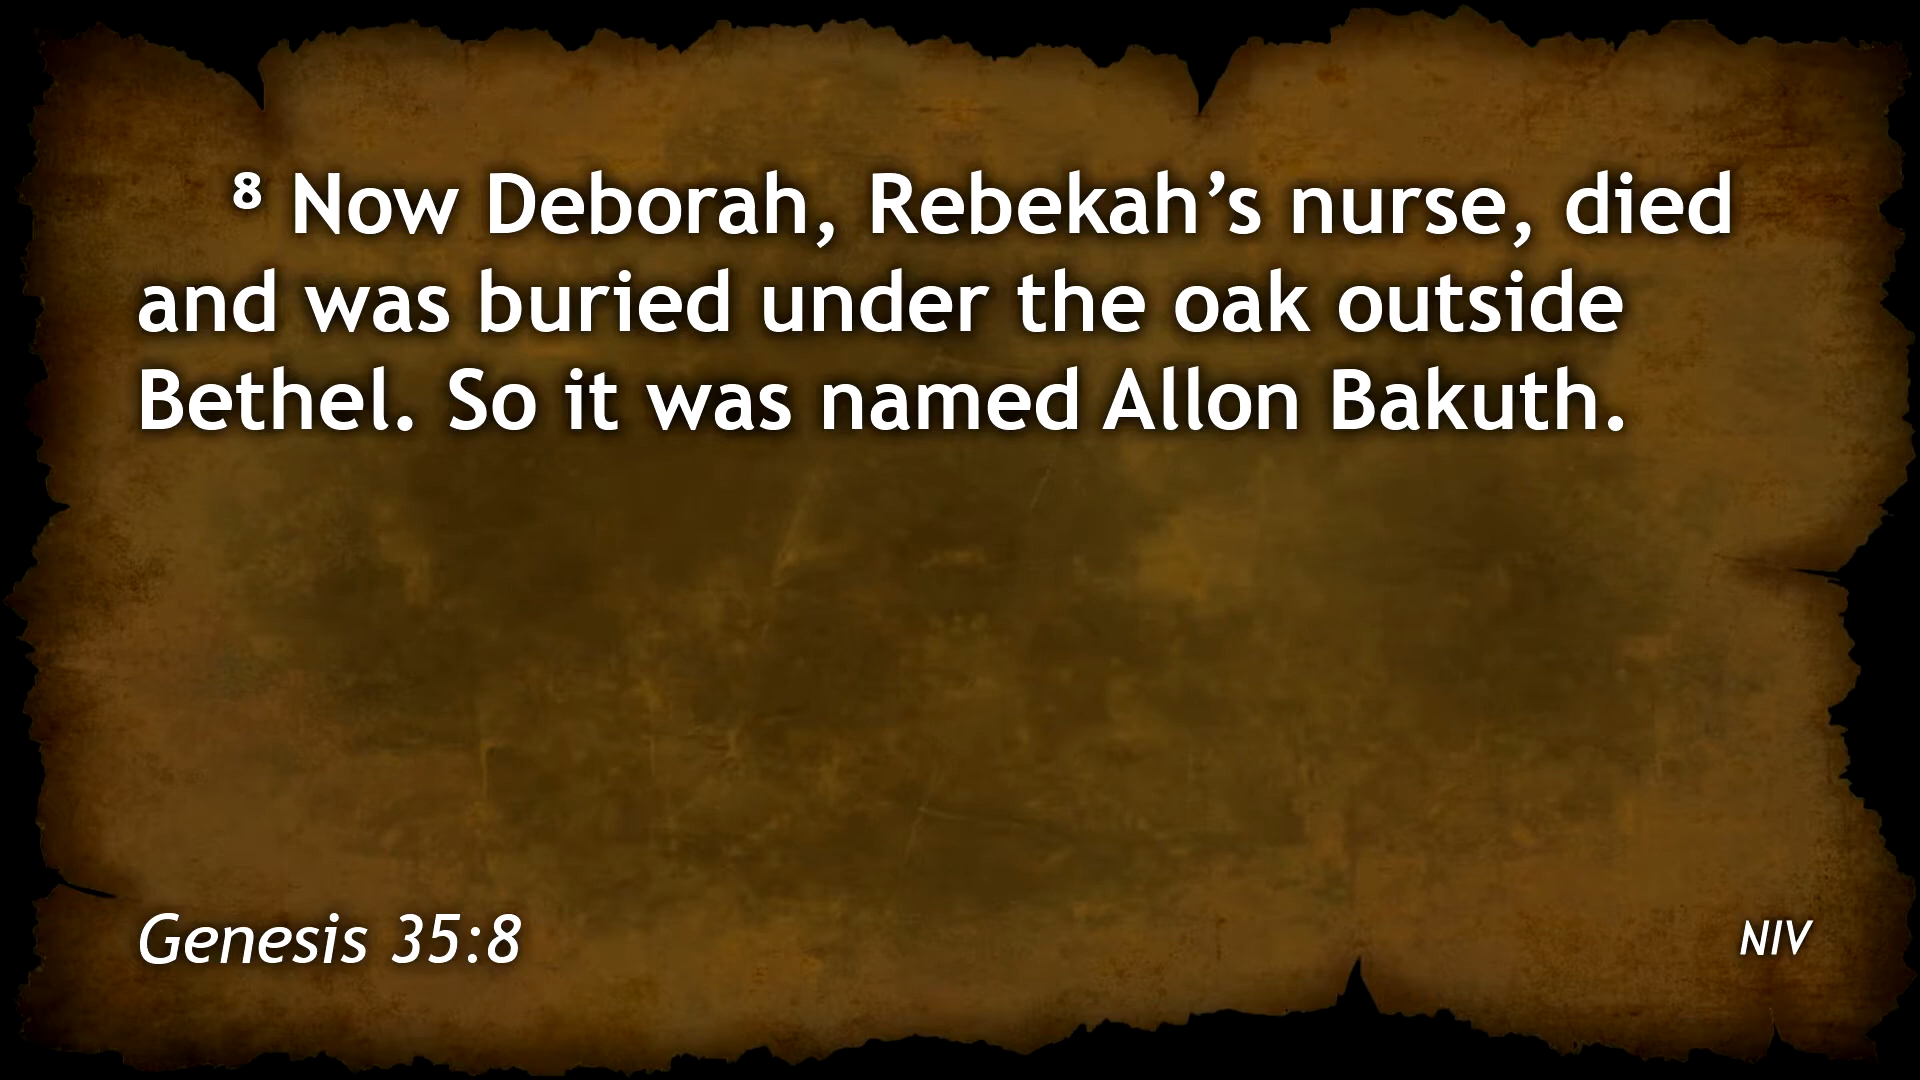 ⁸ Now Deborah, Rebekah’s nurse, died
and was buried under the oak outside
Bethel. So it was named Allon Bakuth.
Genesis 35:8
NIV